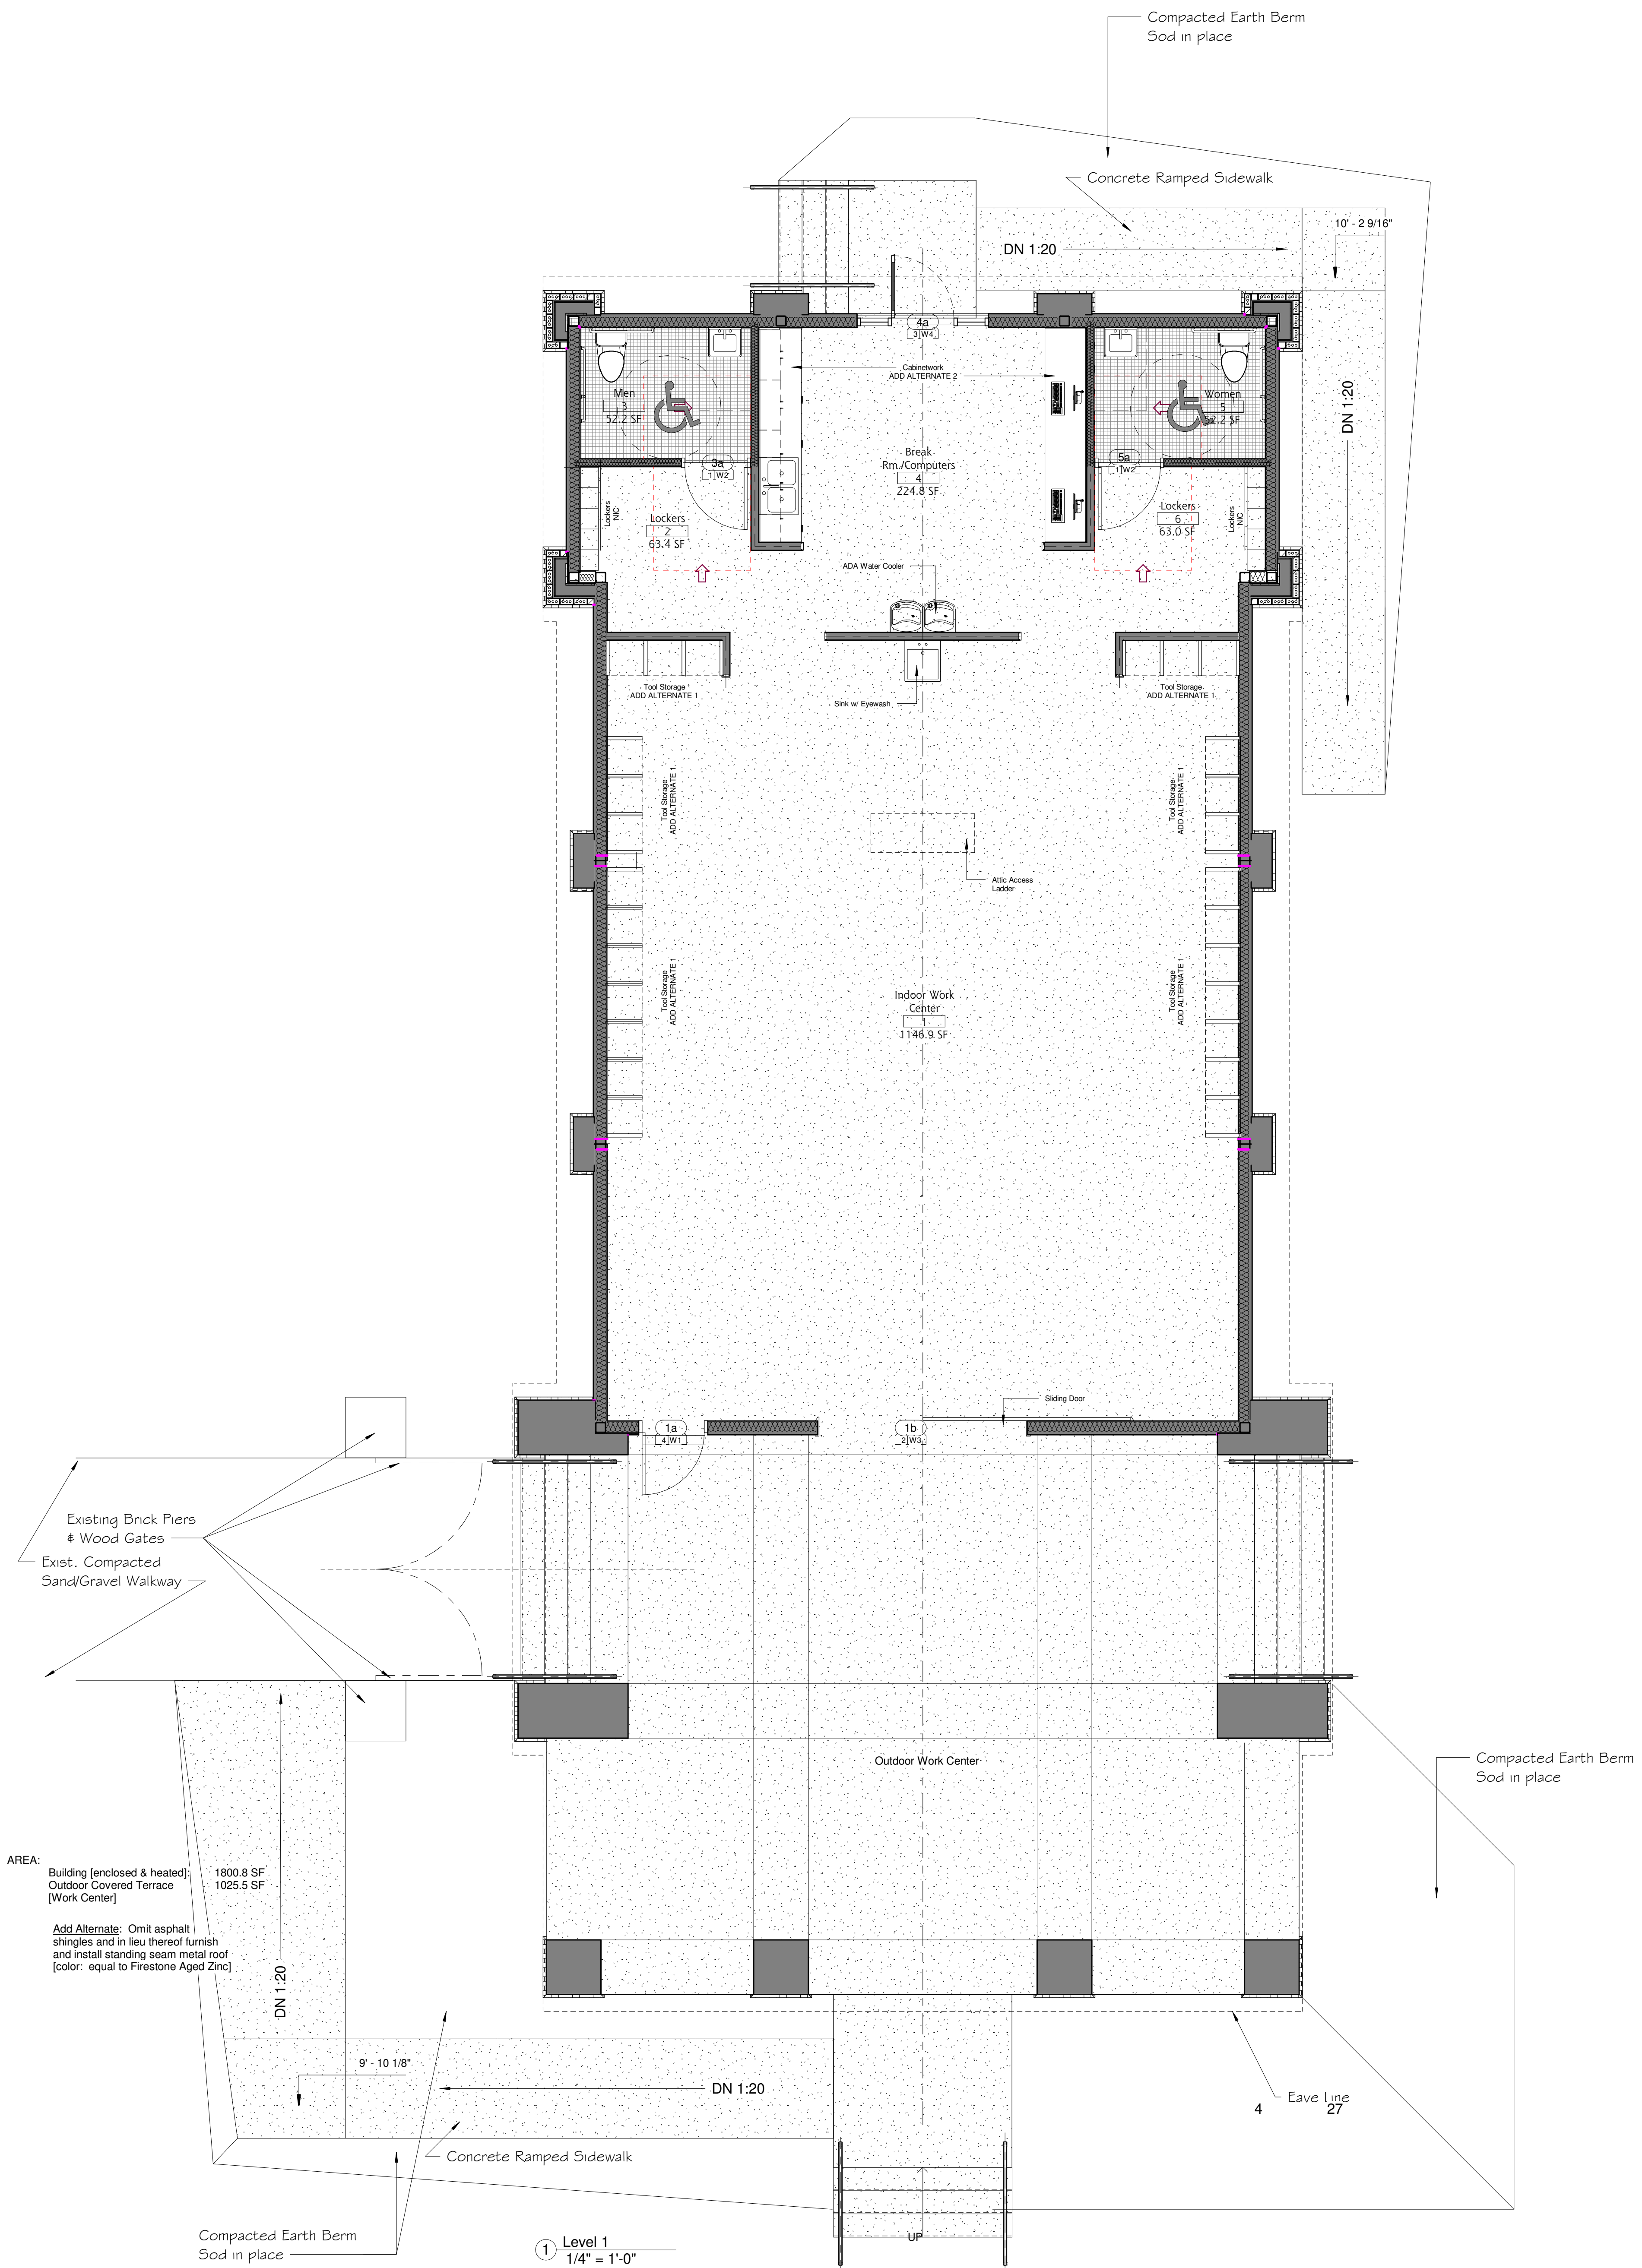 Compacted Earth Berm
Sod in place
Concrete Ramped Sidewalk
10' - 2 9/16"
DN 1:20
4a
3 W4
Cabinetwork
ADD ALTERNATE 2
Men
3
52.2 SF
Women
5
52.2 SF
DN 1:20
Break
Rm./Computers
4
224.8 SF
3a
1 W2
5a
1 W2
Lockers
NIC
Lockers
2
63.4 SF
Lockers
6
63.0 SF
Lockers
NIC
ADA Water Cooler
Tool Storage
ADD ALTERNATE 1
Tool Storage
ADD ALTERNATE 1
Sink w/ Eyewash
Tool Storage
ADD ALTERNATE 1
Tool Storage
ADD ALTERNATE 1
Attic Access
Ladder
Tool Storage
ADD ALTERNATE 1
Tool Storage
ADD ALTERNATE 1
Indoor Work
Center
1
1146.9 SF
Sliding Door
1a
4 W1
1b
2 W3
Existing Brick Piers
& Wood Gates
Exist. Compacted
Sand/Gravel Walkway
Outdoor Work Center
Compacted Earth Berm
Sod in place
AREA:
Building [enclosed & heated]: 1800.8 SF
Outdoor Covered Terrace 1025.5 SF
[Work Center]
Add Alternate: Omit asphalt
shingles and in lieu thereof furnish
and install standing seam metal roof
[color: equal to Firestone Aged Zinc]
DN 1:20
9' - 10 1/8"
DN 1:20
Eave Line
4 27
Concrete Ramped Sidewalk
Compacted Earth Berm
Sod in place
UP
1 Level 1
1/4" = 1'-0"